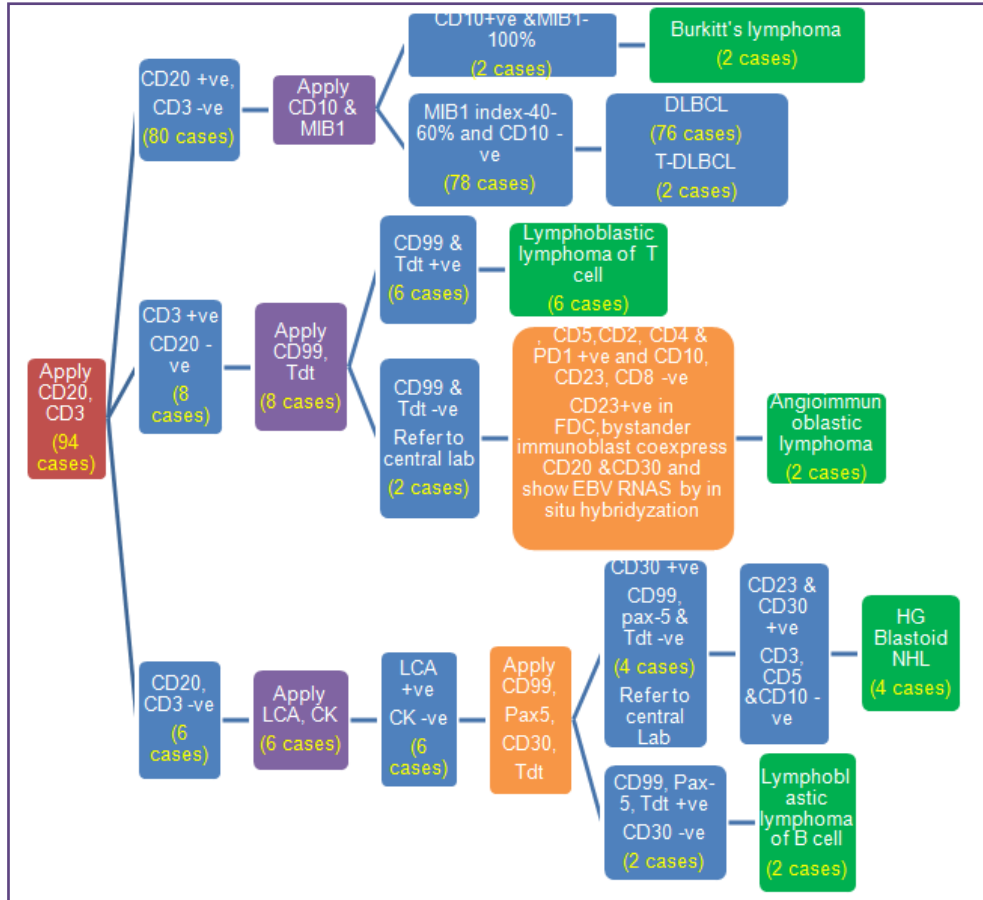 CD10+ve &MIB1-
100%
(2 cases)
Burkitt's lymphoma
(2 cases)
CD20 +ve,
CD3 -ve
(80 cases)
Apply
CD10 &
MIB1
MIB1 index-40-
60% and CD10 -
ve
(78 cases)
DLBCL
(76 cases)
T-DLBCL
(2 cases)
CD99 &
Tdt +ve
(6 cases)
Lymphoblastic
lymphoma of T
cell
(6 cases)
Apply
CD20,
CD3
(94
cases)
CD3 +ve
CD20 -
ve
(8
cases)
Apply
CD99,
Tdt
(8 cases)
CD99 &
Tdt -ve
Refer to
central lab
(2 cases)
, CD5,CD2, CD4 &
PD1 +ve and CD10,
CD23, CD8 -ve
CD23+ve in
FDC,bystander
immunoblast coexpress
CD20 &CD30 and
show EBV RNAS by in
situ hybridyzation
Angioimmun
oblastic
lymphoma
(2 cases)
CD20,
CD3 -ve
(6
cases)
Apply
LCA, CK
(6 cases)
LCA
+ve
CK -ve
(6
cases)
Apply
CD99,
Pax5,
CD30,
Tdt
CD30 +ve
CD99,
pax-5 &
Tdt -ve
(4 cases)
Refer to
central
Lab
CD23 &
CD30
+ve
CD3,
CD5
&CD10 -
ve
HG
Blastoid
NHL
(4 cases)
CD99, Pax-
5, Tdt +ve
CD30 -ve
(2 cases)
Lymphobl
astic
lymphoma
of B cell
(2 cases)